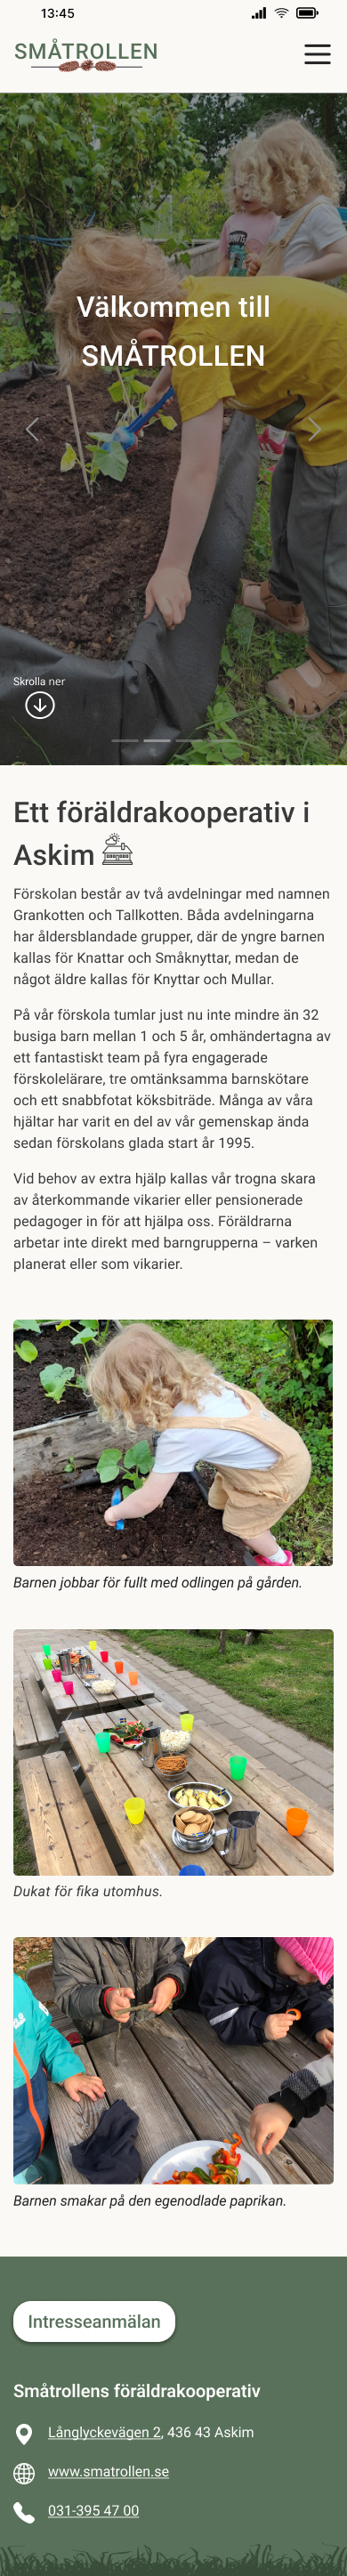 13:45
SMÅTROLLEN
Välkommen till
SMÅTROLLEN
Skrolla ner
Ett föräldrakooperativ i
Askim
Förskolan består av två avdelningar med namnen
Grankotten och Tallkotten. Båda avdelningarna
har åldersblandade grupper, där de yngre barnen
kallas för Knattar och Småknyttar, medan de
något äldre kallas för Knyttar och Mullar.
På vår förskola tumlar just nu inte mindre än 32
busiga barn mellan 1 och 5 år, omhändertagna av
ett fantastiskt team på fyra engagerade
förskolelärare, tre omtänksamma barnskötare
och ett snabbfotat köksbiträde. Många av våra
hjältar har varit en del av vår gemenskap ända
sedan förskolans glada start år 1995.
Vid behov av extra hjälp kallas vår trogna skara
av återkommande vikarier eller pensionerade
pedagoger in för att hjälpa oss. Föräldrarna
arbetar inte direkt med barngrupperna – varken
planerat eller som vikarier.
Barnen jobbar för fullt med odlingen på gården.
Dukat för fika utomhus.
Barnen smakar på den egenodlade paprikan.
Intresseanmälan
Småtrollens föräldrakooperativ
Långlyckevägen 2, 436 43 Askim
www.smatrollen.se
031-395 47 00